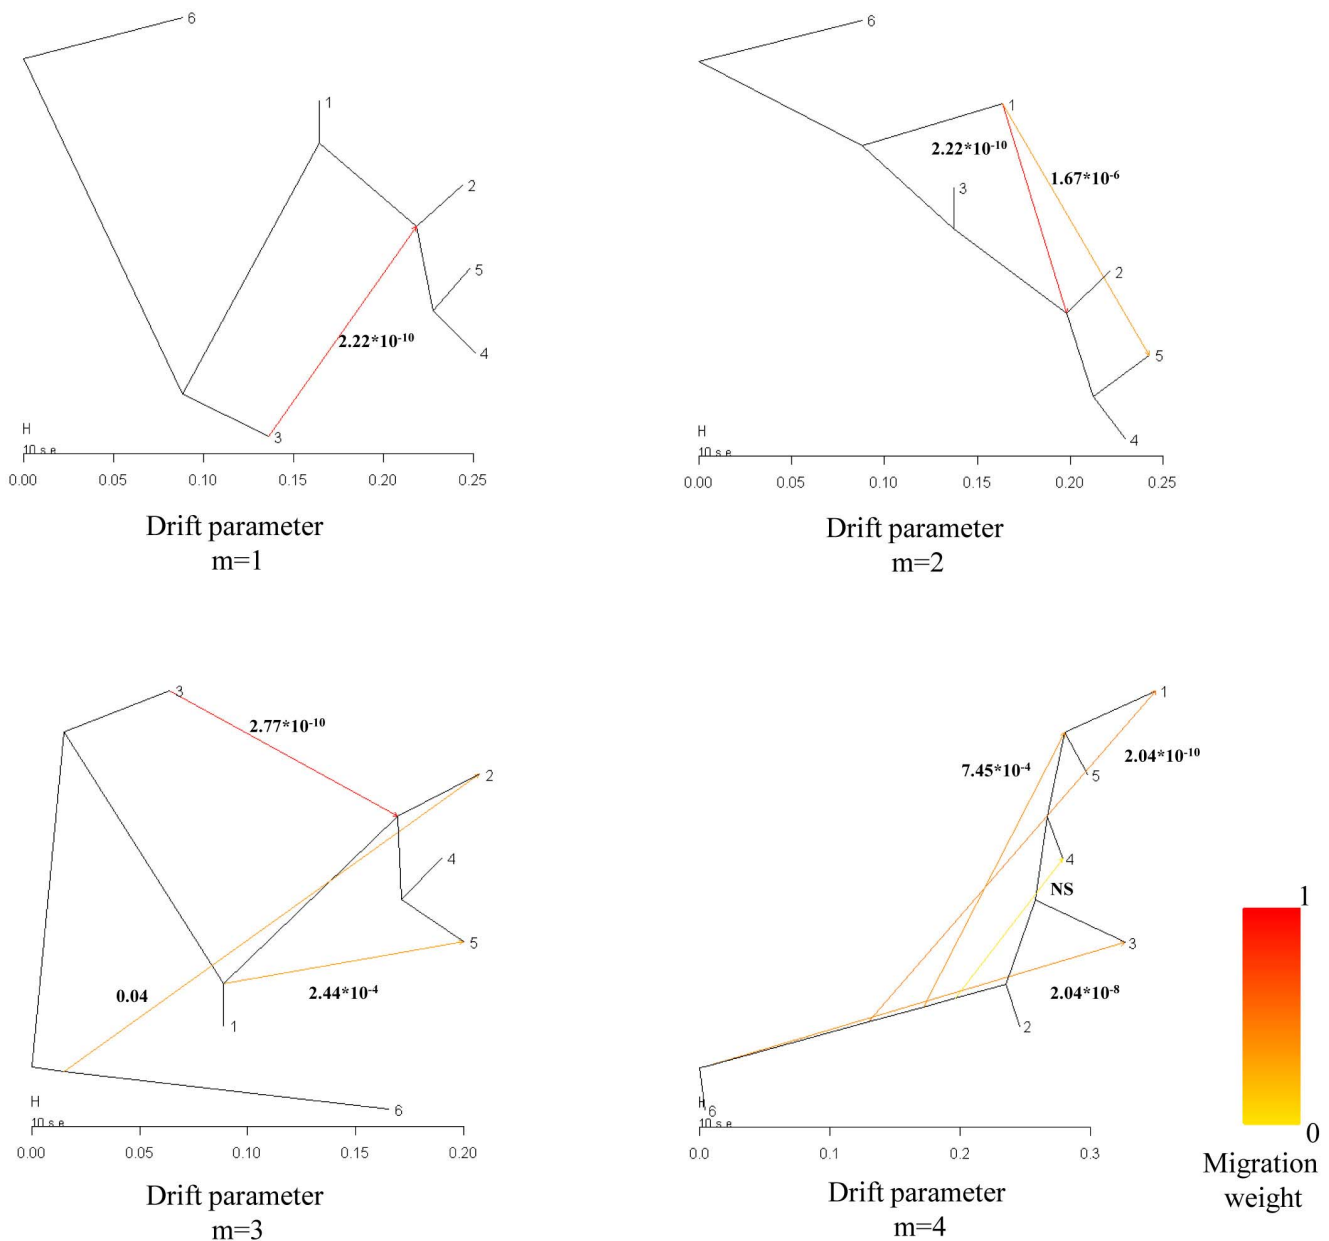 6
1
2
5
2.22*10-10
4
3
H
10 s.e.
0.00 0.05 0.10 0.15 0.20 0.25
Drift parameter
m=1
6
1
2.22*10-10
1.67*10-6
3
2
5
4
H
10 s.e.
0.00 0.05 0.10 0.15 0.20 0.25
Drift parameter
m=2
3
2.77*10-10
2
4
5
0.04
2.44*10-4
1
6
H
10 s.e.
0.00 0.05 0.10 0.15 0.20
Drift parameter
m=3
1
2.04*10-10
7.45*10-4
5
4
NS
3
2.04*10-8
2
H
6
10 s.e.
0.0 0.1 0.2 0.3
Drift parameter
m=4
1
0
Migration
weight